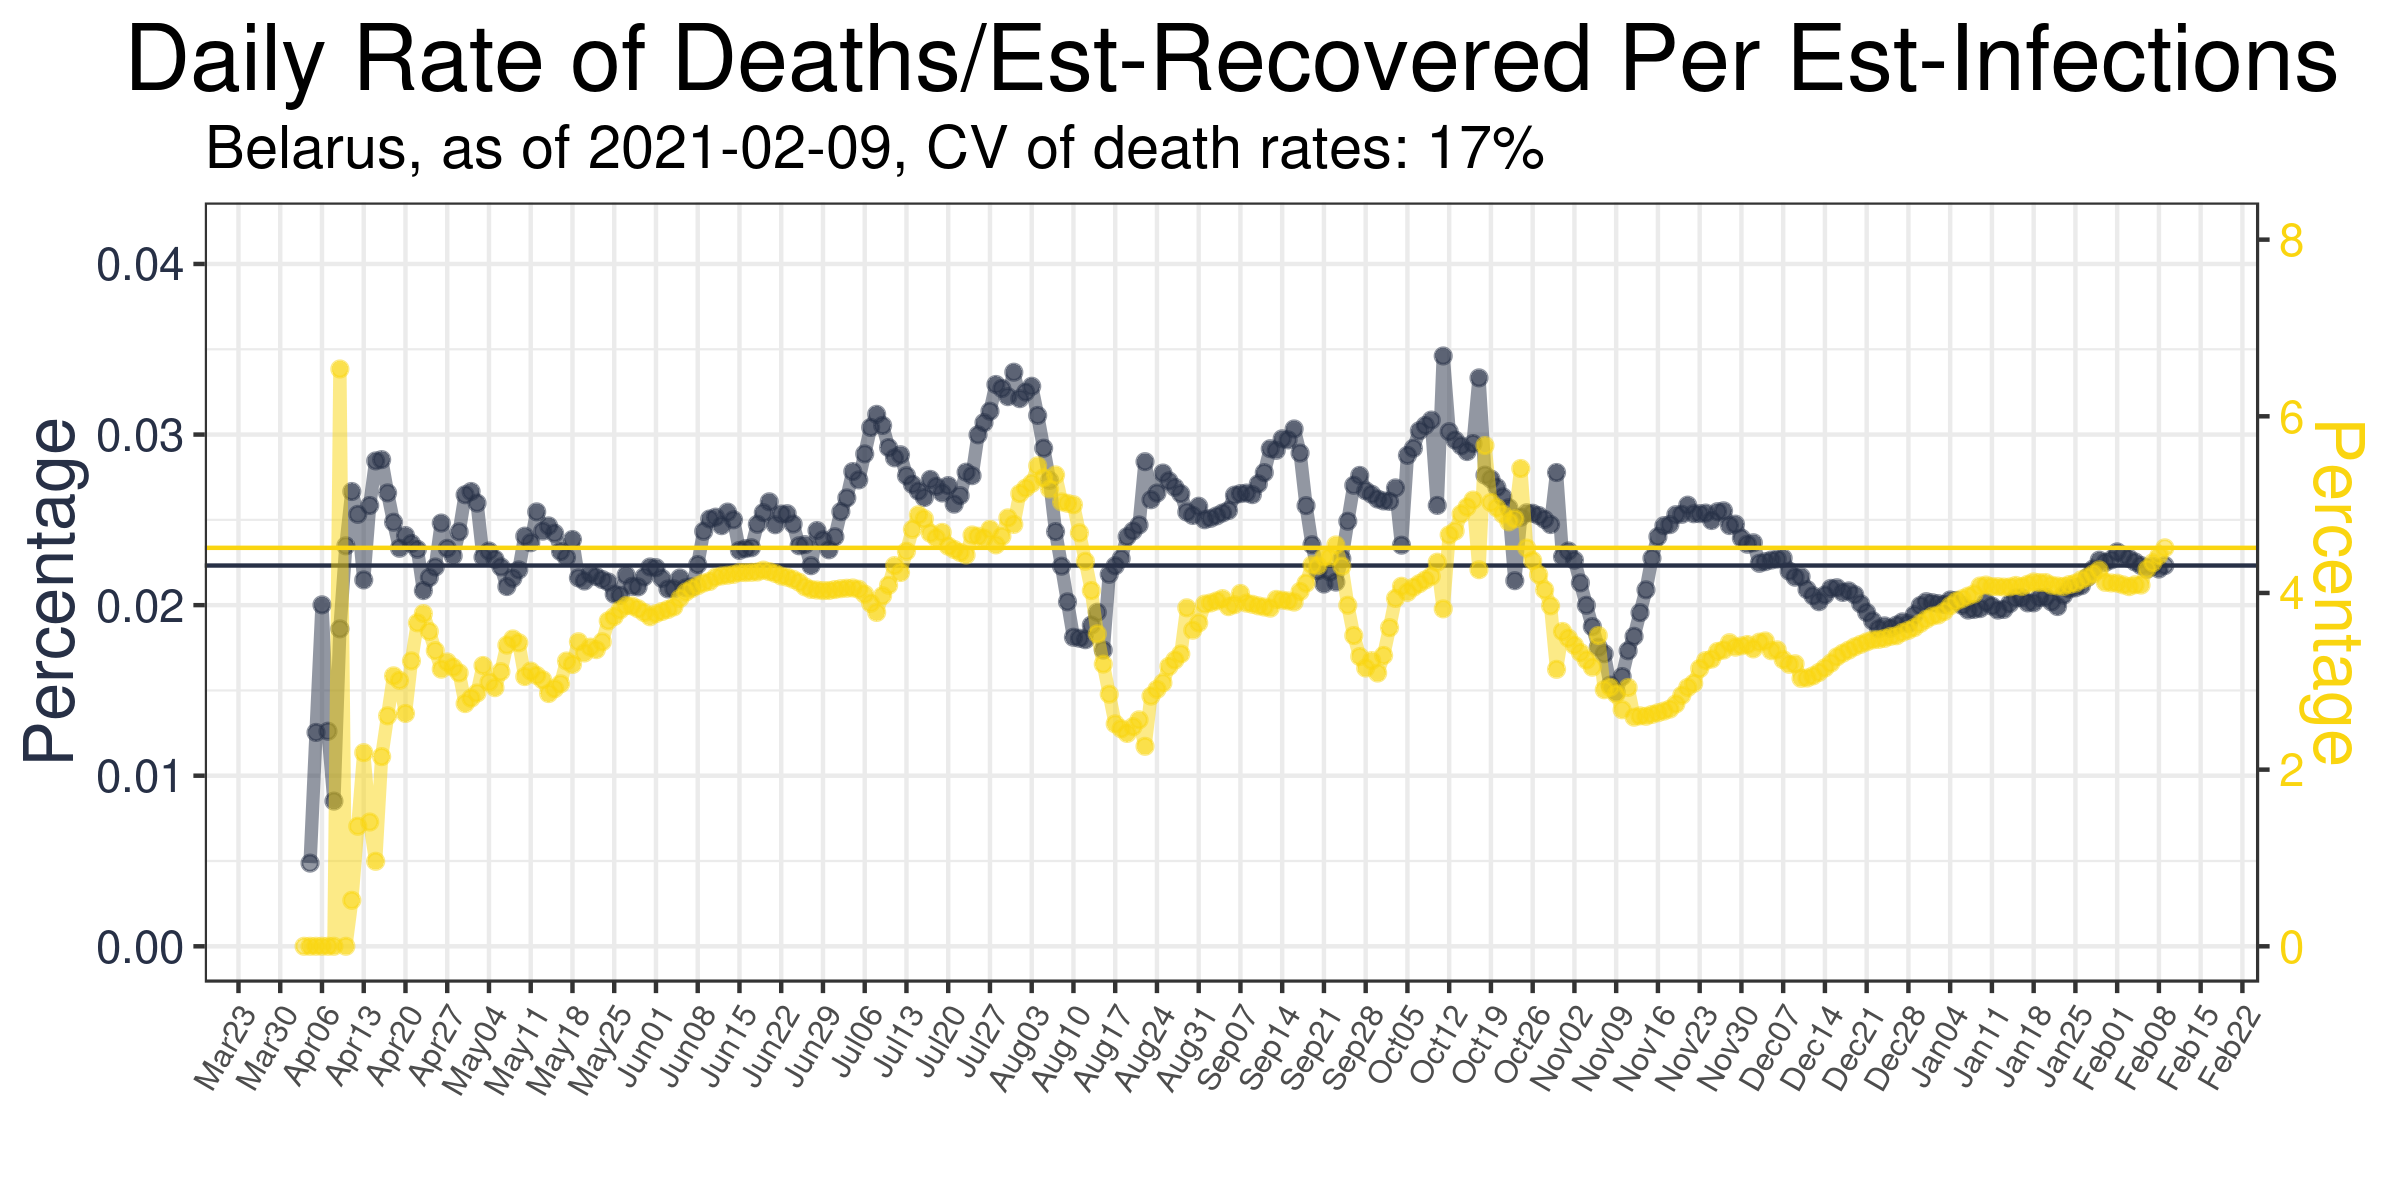 Daily Rate of Deaths/Est-Recovered Per Est-Infections
Belarus, as of 2021-02-09, CV of death rates: 17%
Percentage
0.04
0.03
0.02
0.01
0.00
8
6
4
2
0
Percentage
Mar23
Mar30
Apr06
Apr13
Apr20
Apr27
May04
May11
May18
May25
Jun01
Jun08
Jun15
Jun22
Jun29
Jul06
Jul13
Jul20
Jul27
Aug03
Aug10
Aug17
Aug24
Aug31
Sep07
Sep14
Sep21
Sep28
Oct05
Oct12
Oct19
Oct26
Nov02
Nov09
Nov16
Nov23
Nov30
Dec07
Dec14
Dec21
Dec28
Jan04
Jan11
Jan18
Jan25
Feb01
Feb08
Feb15
Feb22